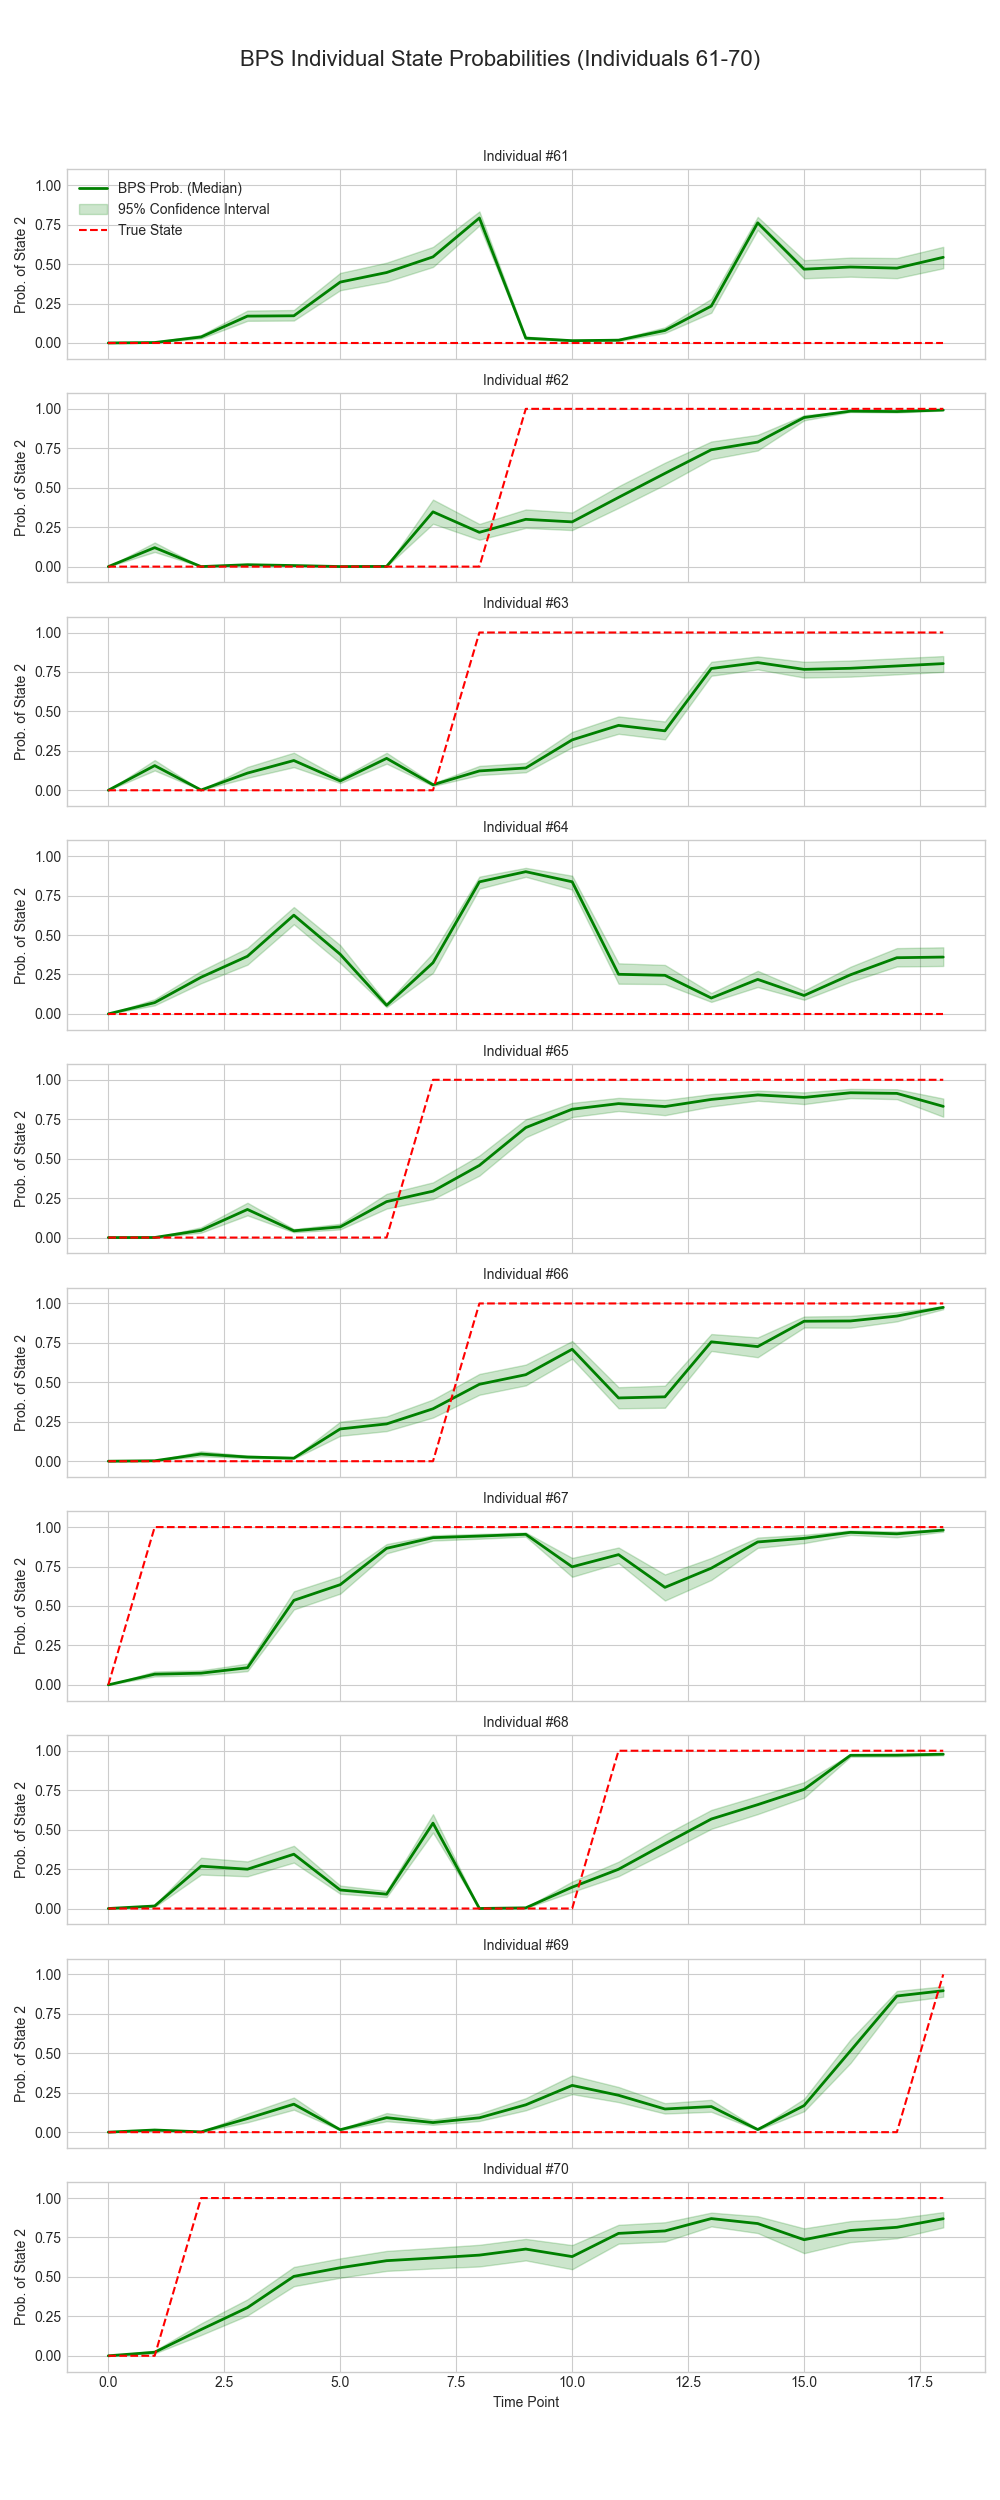 BPS Individual State Probabilities (Individuals 61-70)
Individual #61
1.00
0.75
0.50
0.25
0.00
Prob. of State 2
BPS Prob. (Median)
95% Confidence Interval
True State
Individual #62
1.00
0.75
0.50
0.25
0.00
Prob. of State 2
Individual #63
1.00
0.75
0.50
0.25
0.00
Prob. of State 2
Individual #64
1.00
0.75
0.50
0.25
0.00
Prob. of State 2
Individual #65
1.00
0.75
0.50
0.25
0.00
Prob. of State 2
Individual #66
1.00
0.75
0.50
0.25
0.00
Prob. of State 2
Individual #67
1.00
0.75
0.50
0.25
0.00
Prob. of State 2
Individual #68
1.00
0.75
0.50
0.25
0.00
Prob. of State 2
Individual #69
1.00
0.75
0.50
0.25
0.00
Prob. of State 2
Individual #70
1.00
0.75
0.50
0.25
0.00
Prob. of State 2
0.0 2.5 5.0 7.5 10.0 12.5 15.0 17.5
Time Point